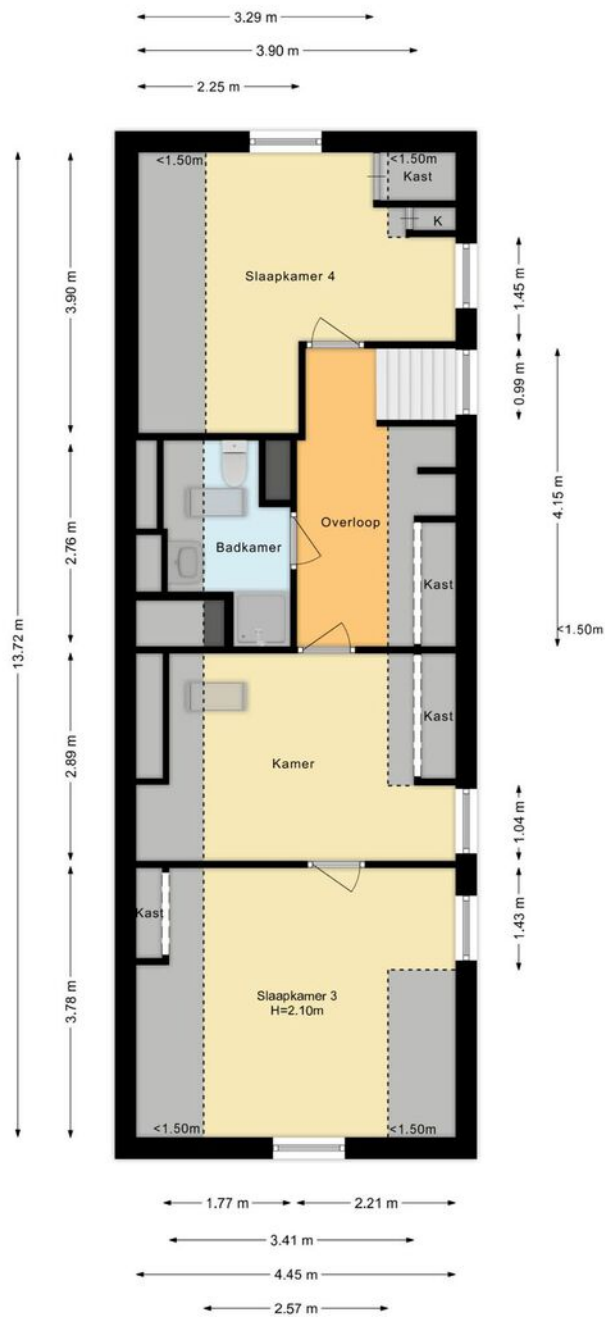 3.29 m
3.90 m
2.25 m
<1.50m
<1.50m
Kast
K
Slaapkamer 4
3.90 m
1.45 m
0.99 m
4.15 m
2.76 m
Overloop
Badkamer
Kast
<1.50m
13.72 m
Kast
2.89 m
Kamer
1.04 m
1.43 m
Kast
3.78 m
Slaapkamer 3
H=2.10m
<1.50m
<1.50m
1.77 m
2.21 m
3.41 m
4.45 m
2.57 m